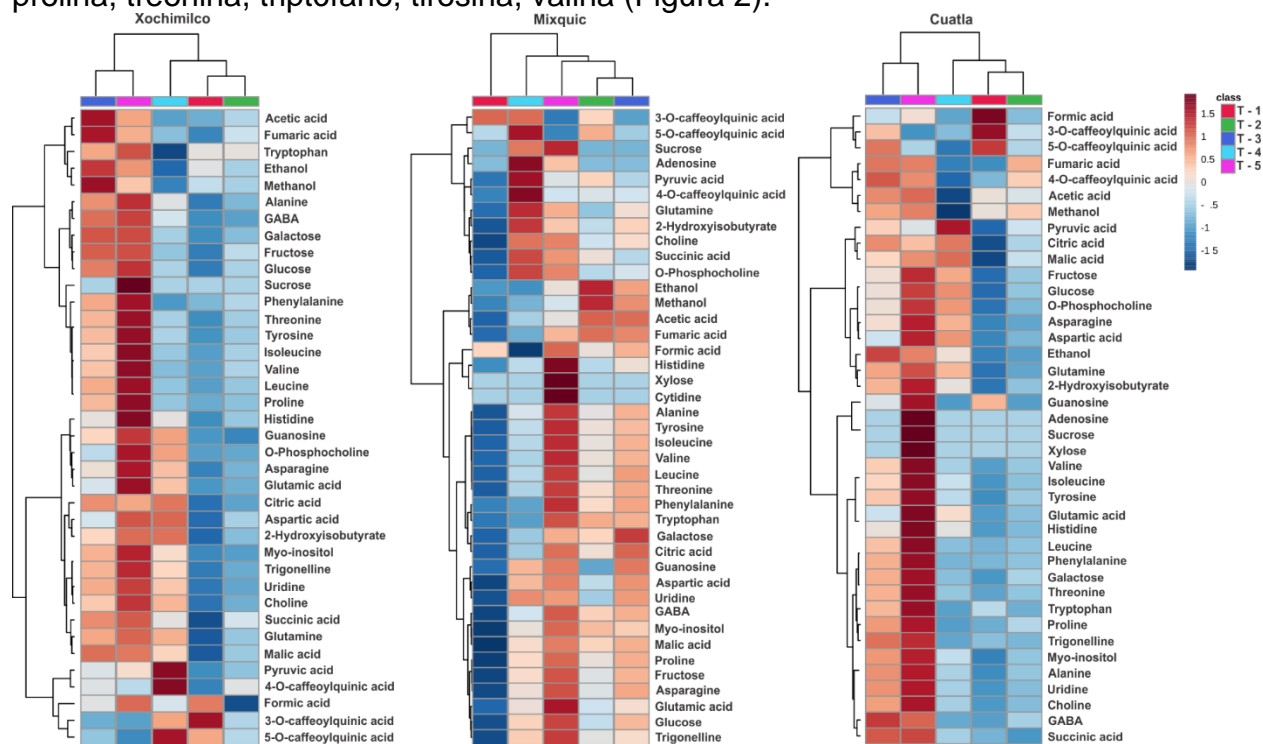 prolina, treonina, triptófano, tirosina, valina (Figura 2).
Xochimilco
Acetic acid
Fumaric acid
Tryptophan
Ethanol
Methanol
Alanine
GABA
Galactose
Fructose
Glucose
Sucrose
Phenylalanine
Threonine
Tyrosine
Isoleucine
Valine
Leucine
Proline
Histidine
Guanosine
O-Phosphocline
Asparagine
Glutamic acid
Citric acid
Aspartic acid
2-Hydroxyisobutyrate
Myo-inositol
Trigonelline
Uridine
Choline
Succinic acid
Glutamine
Malic acid
Pyruvic acid
4-O-caffeoylquinic acid
Formic acid
3-O-caffeoylquinic acid
5-O-caffeoylquinic acid
Mixquic
3-O-caffeoylquinic acid
5-O-caffeoylquinic acid
Sucrose
Adenosine
Pyruvic acid
4-O-caffeoylquinic acid
Glutamine
2-Hydroxyisobutyrate
Choline
Succinic acid
O-Phosphocline
Ethanol
Methanol
Acetic acid
Fumaric acid
Formic acid
Histidine
Xylose
Cytidine
Alanine
Tyrosine
Isoleucine
Valine
Leucine
Threonine
Phenylalanine
Tryptophan
Galactose
Citric acid
Guanosine
Aspartic acid
Uridine
GABA
Myo-inositol
Malic acid
Proline
Fructose
Asparagine
Glutamic acid
Glucose
Trigonelline
Cuatla
Formic acid
3-O-caffeoylquinic acid
5-O-caffeoylquinic acid
Fumaric acid
4-O-caffeoylquinic acid
Acetic acid
Methanol
Pyruvic acid
Citric acid
Malic acid
Fructose
Glucose
O-Phosphocline
Asparagine
Aspartic acid
Ethanol
Glutamine
2-Hydroxyisobutyrate
Guanosine
Adenosine
Sucrose
Xylose
Valine
Isoleucine
Tyrosine
Glutamic acid
Histidine
Leucine
Phenylalanine
Galactose
Threonine
Tryptophan
Proline
Trigonelline
Myo-inositol
Alanine
Uridine
Choline
GABA
Succinic acid
1.5
1
0.5
0
- .5
-1
-1.5
class
T - 1
T - 2
T - 3
T - 4
T - 5